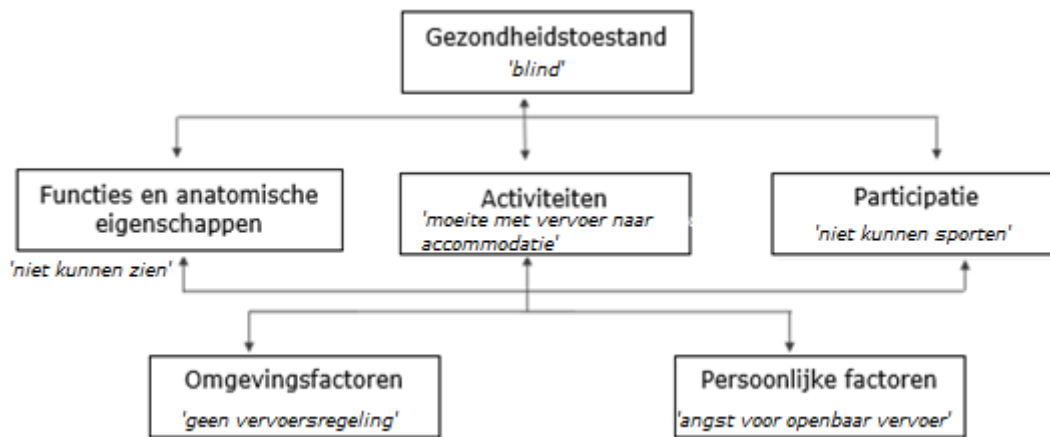 Gezondheidstoestand
'blind'
Functies en anatomische
eigenschappen
'niet kunnen zien'
Activiteiten
'moeite met vervoer naar
accommodatie'
Participatie
'niet kunnen sporten'
Omgevingsfactoren
'geen vervoersregeling'
Persoonlijke factoren
'angst voor openbaar vervoer'